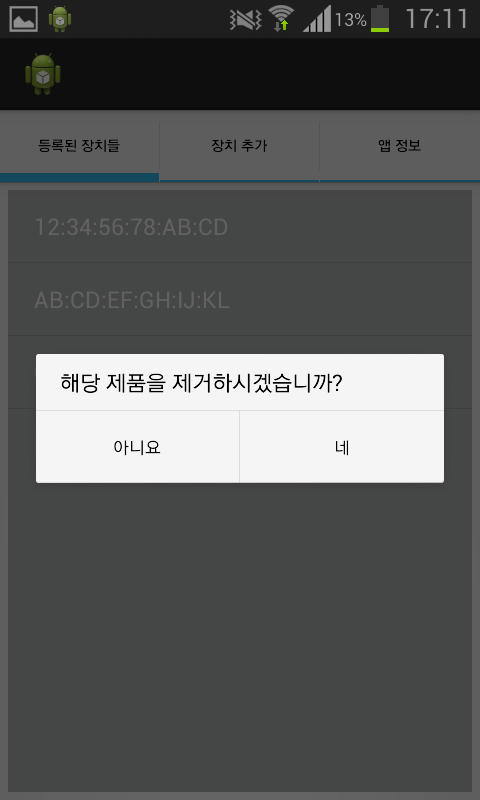 13% 17:11
등록된 장치들 장치 추가 앱 정보
12:34:56:78:AB:CD
AB:CD:EF:GH:IJ:KL
해당 제품을 제거하시겠습니까?
아니요 네